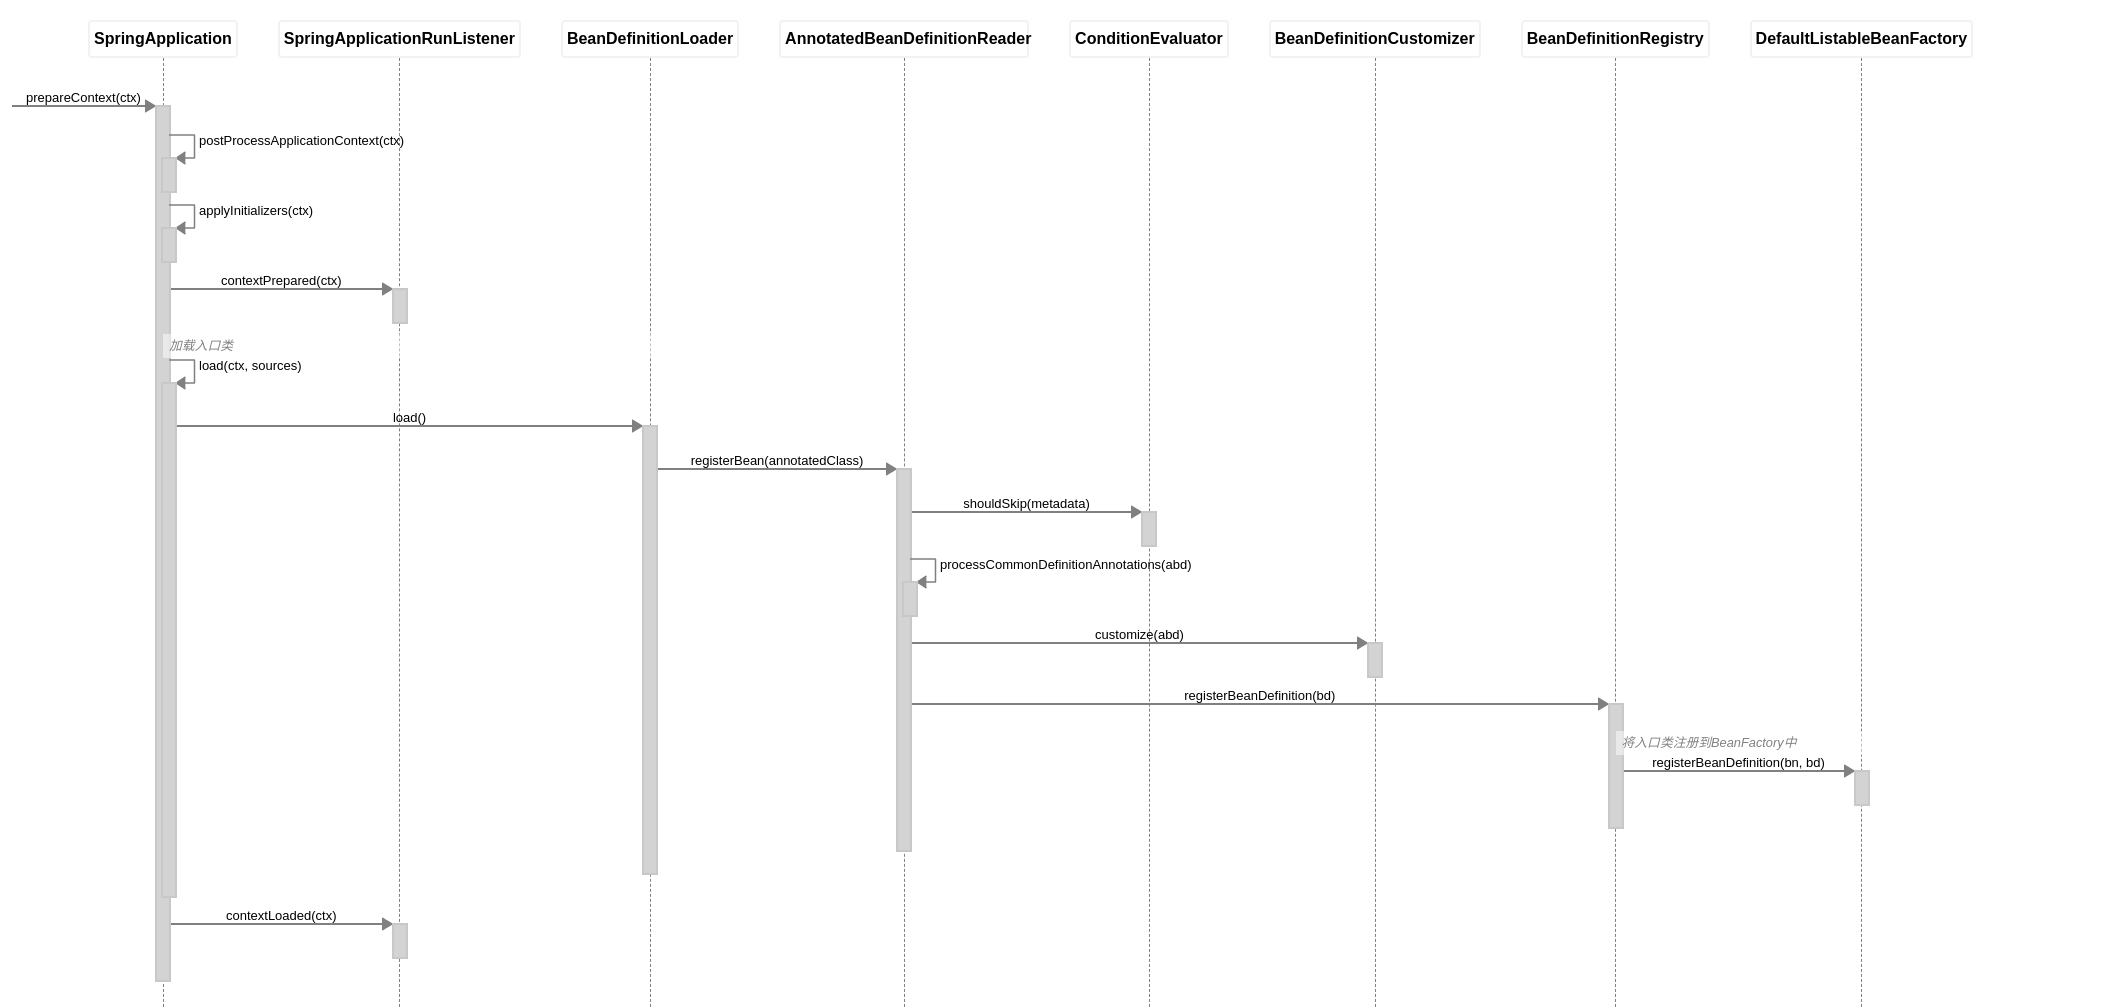 SpringApplication
SpringApplicationRunListener
BeanDefinitionLoader
AnnotatedBeanDefinitionReader
ConditionEvaluator
BeanDefinitionCustomizer
BeanDefinitionRegistry
DefaultListableBeanFactory
prepareContext(ctx)
postProcessApplicationContext(ctx)
applyInitializers(ctx)
contextPrepared(ctx)
加载入口类
load(ctx, sources)
load()
registerBean(annotatedClass)
shouldSkip(metadata)
processCommonDefinitionAnnotations(abd)
customize(abd)
registerBeanDefinition(bd)
将入口类注册到BeanFactory中
registerBeanDefinition(bn, bd)
contextLoaded(ctx)